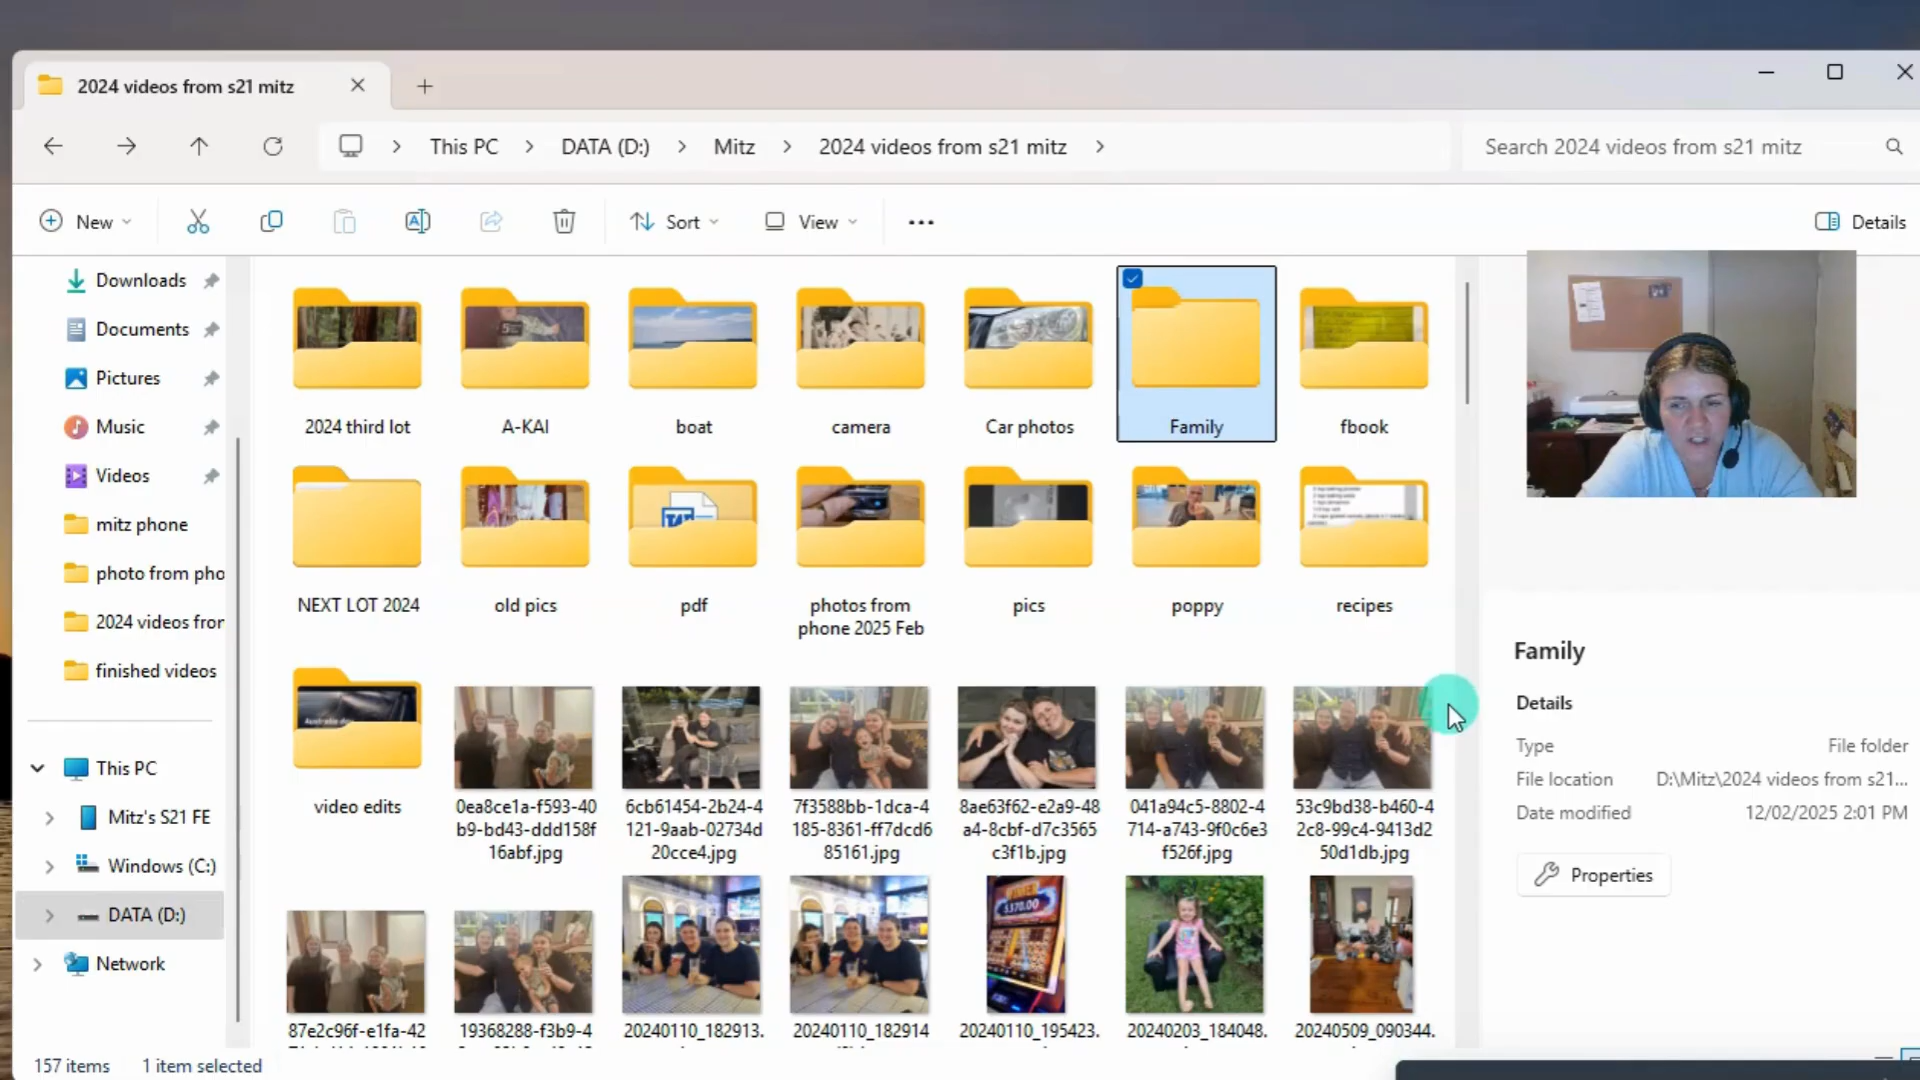 2024 videos from s21 mitz
This PC
DATA (D:)
Mitz
2024 videos from s21 mitz
Search 2024 videos from s21 mitz
New
Sort
View
Details
Downloads
Documents
Pictures
Music
Videos
mitz phone
photo from pho
2024 videos fror
finished videos
This PC
Mitz's S21 FE
Windows (C:)
DATA (D:)
Network
2024 third lot
A-KAI
boat
camera
Car photos
Family
fbook
NEXT LOT 2024
old pics
pdf
photos from
phone 2025 Feb
pics
poppy
recipes
video edits
0ea8ce1a-f593-40
b9-bd43-ddd158f
16abf.jpg
6cb61454-2b24-4
121-9aab-02734d
20cce4.jpg
7f3588bb-1dca-4
185-8361-ff7dcd6
85161.jpg
8ae63f62-e2a9-48
a4-8cbf-d7c3565
c3f1b.jpg
041a94c5-8802-4
714-a743-9f0c6e3
f526f.jpg
53c9bd38-b460-4
2c8-99c4-9413d2
50d1db.jpg
87e2c96f-e1fa-42
19368288-f3b9-4
20240110_182913.
20240110_182914
20240110_195423.
20240203_184048.
20240509_090344.
Family
Details
Type
File folder
File location
D:\Mitz\2024 videos from s21...
Date modified
12/02/2025 2:01 PM
Properties
157 items
1 item selected